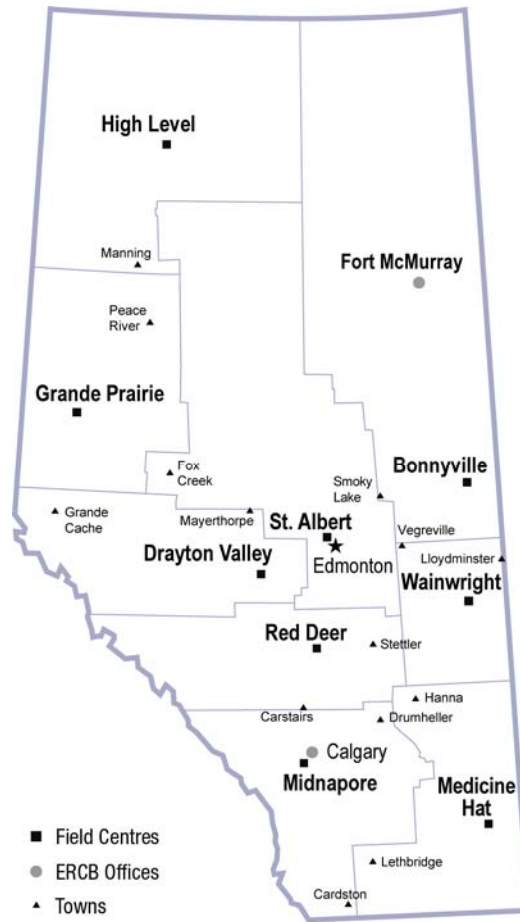 High Level
Manning
Fort McMurray
Peace
River
Grande Prairie
Fox
Creek
Bonnyville
Smoky
Lake
Grande
Cache
Mayerthorpe
St. Albert
Vegreville
Edmonton
Lloydminster
Drayton Valley
Wainwright
Red Deer
Stettler
Hanna
Carstairs
Drumheller
Calgary
Midnapore
Medicine
Hat
Field Centres
Lethbridge
ERCB Offices
Cardston
Towns